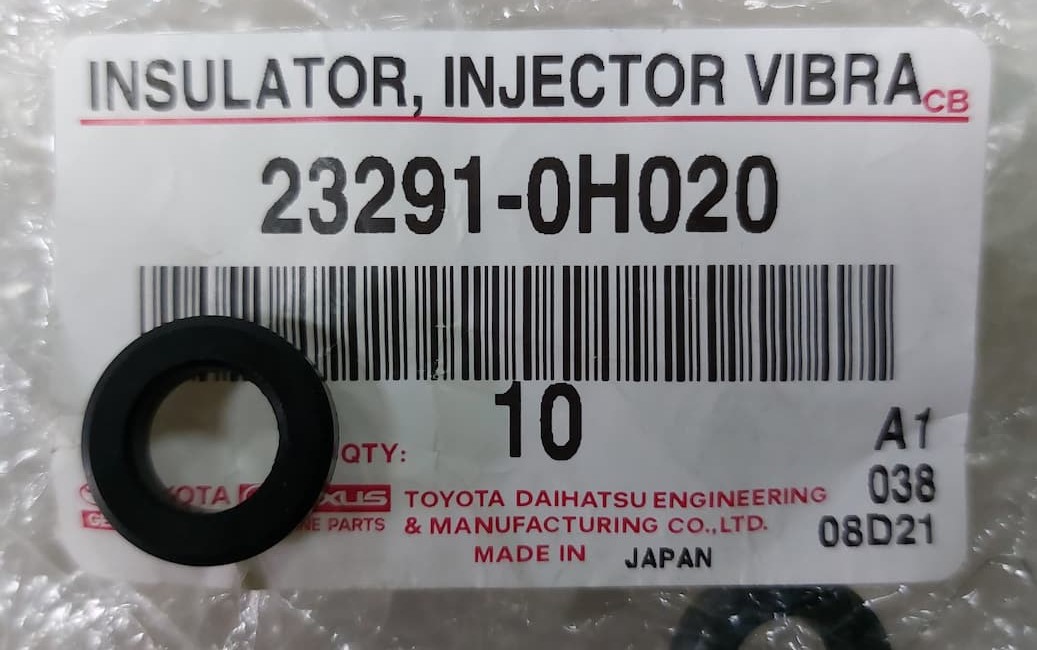 INSULATOR, INJECTOR VIBRA CB
23291-0H020
10
QTY:
A1
038
08D21
TOYOTA DAIHATSU ENGINEERING
& MANUFACTURING CO.,LTD.
PARTS
MADE IN JAPAN